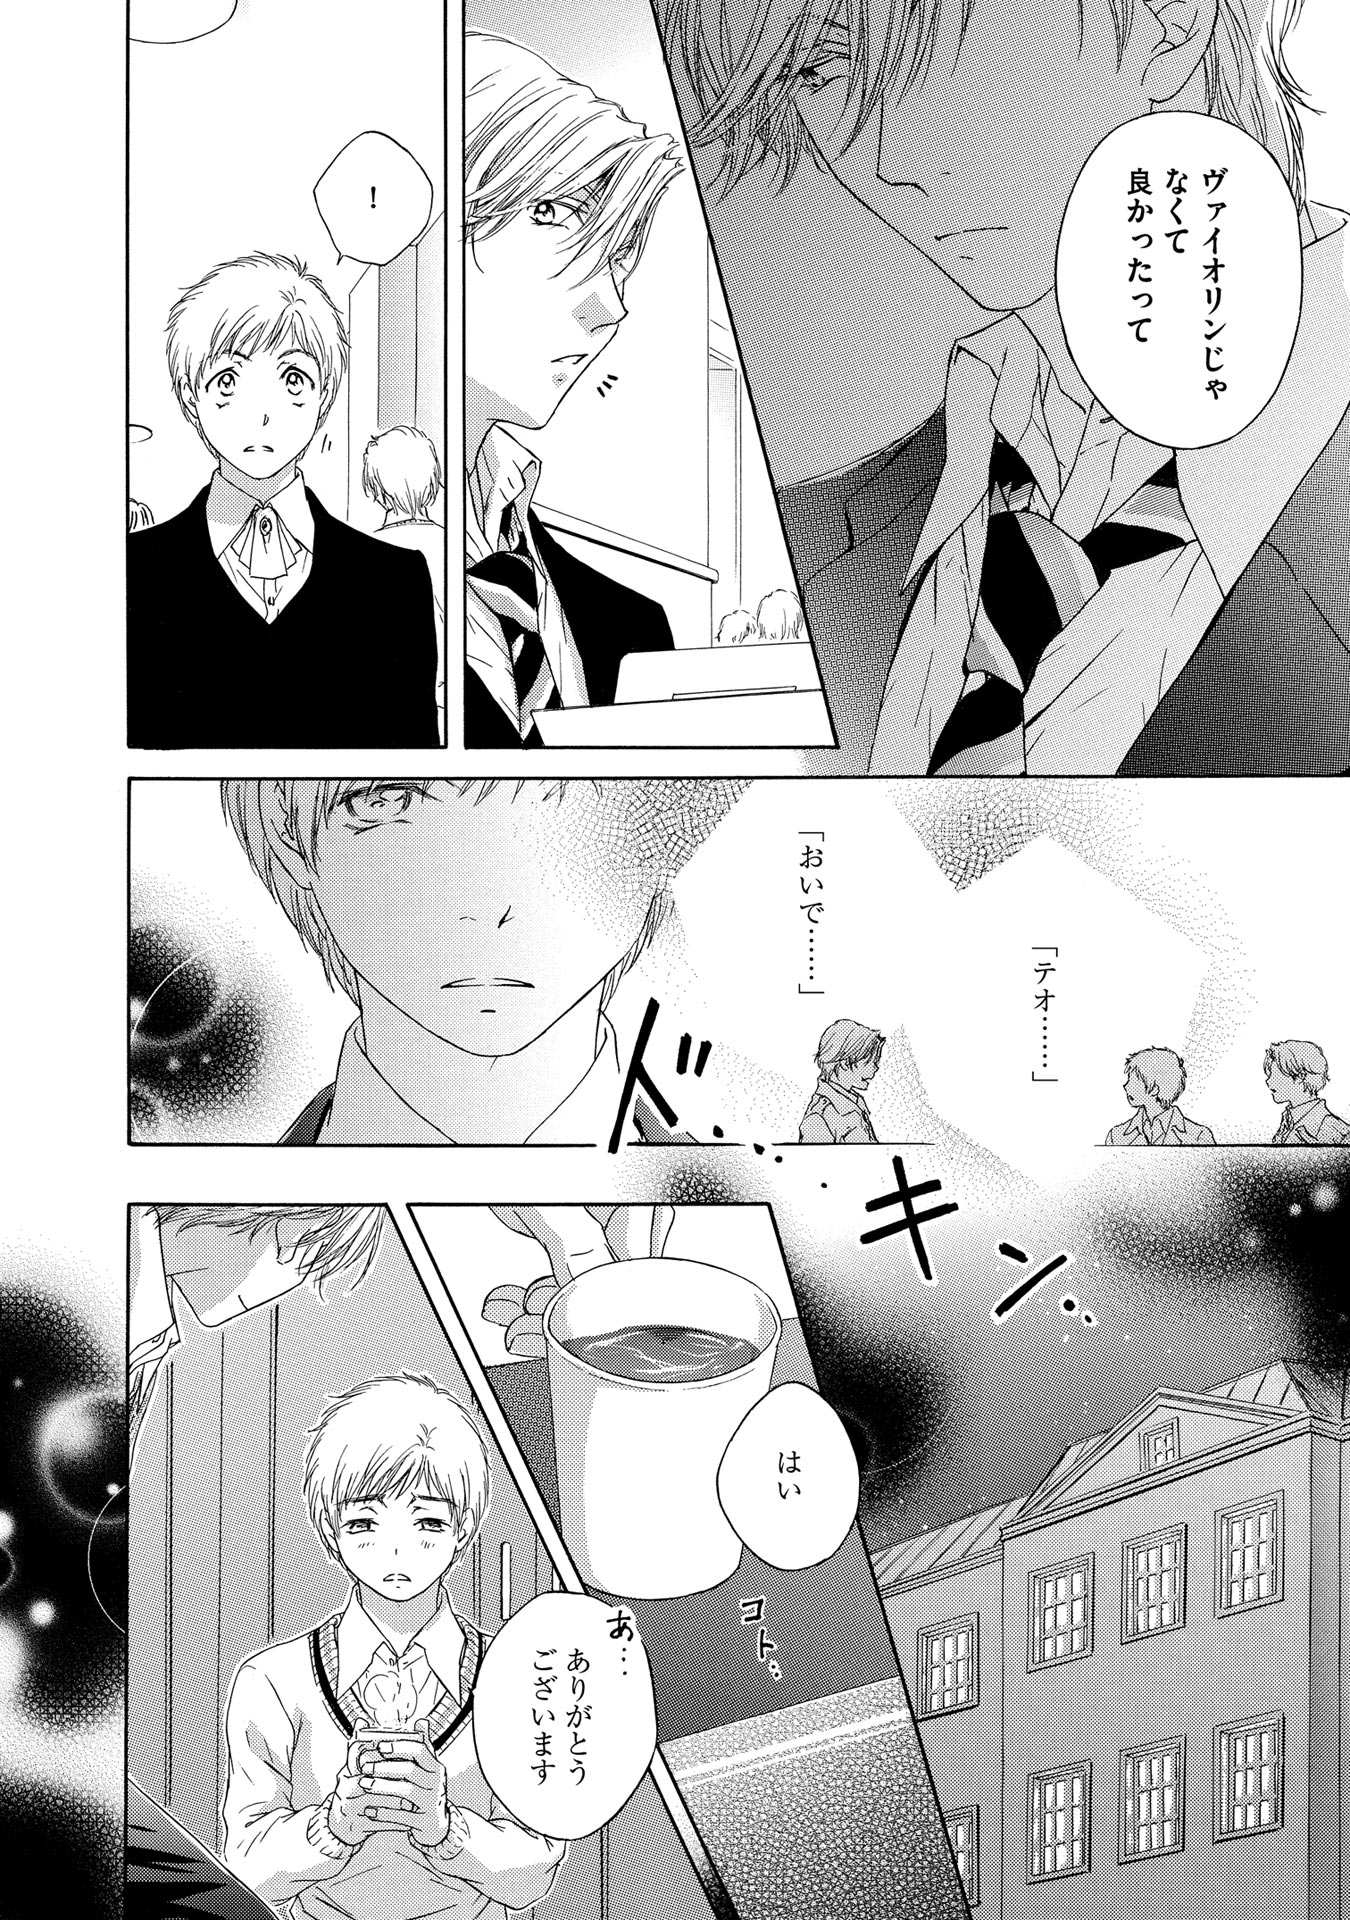 ヴァイオリンじゃ
なくて
良かったって
！
「テオ……」
「おいで……」
ドキン…
はい
コト…
あ…
ありがとう
ございます